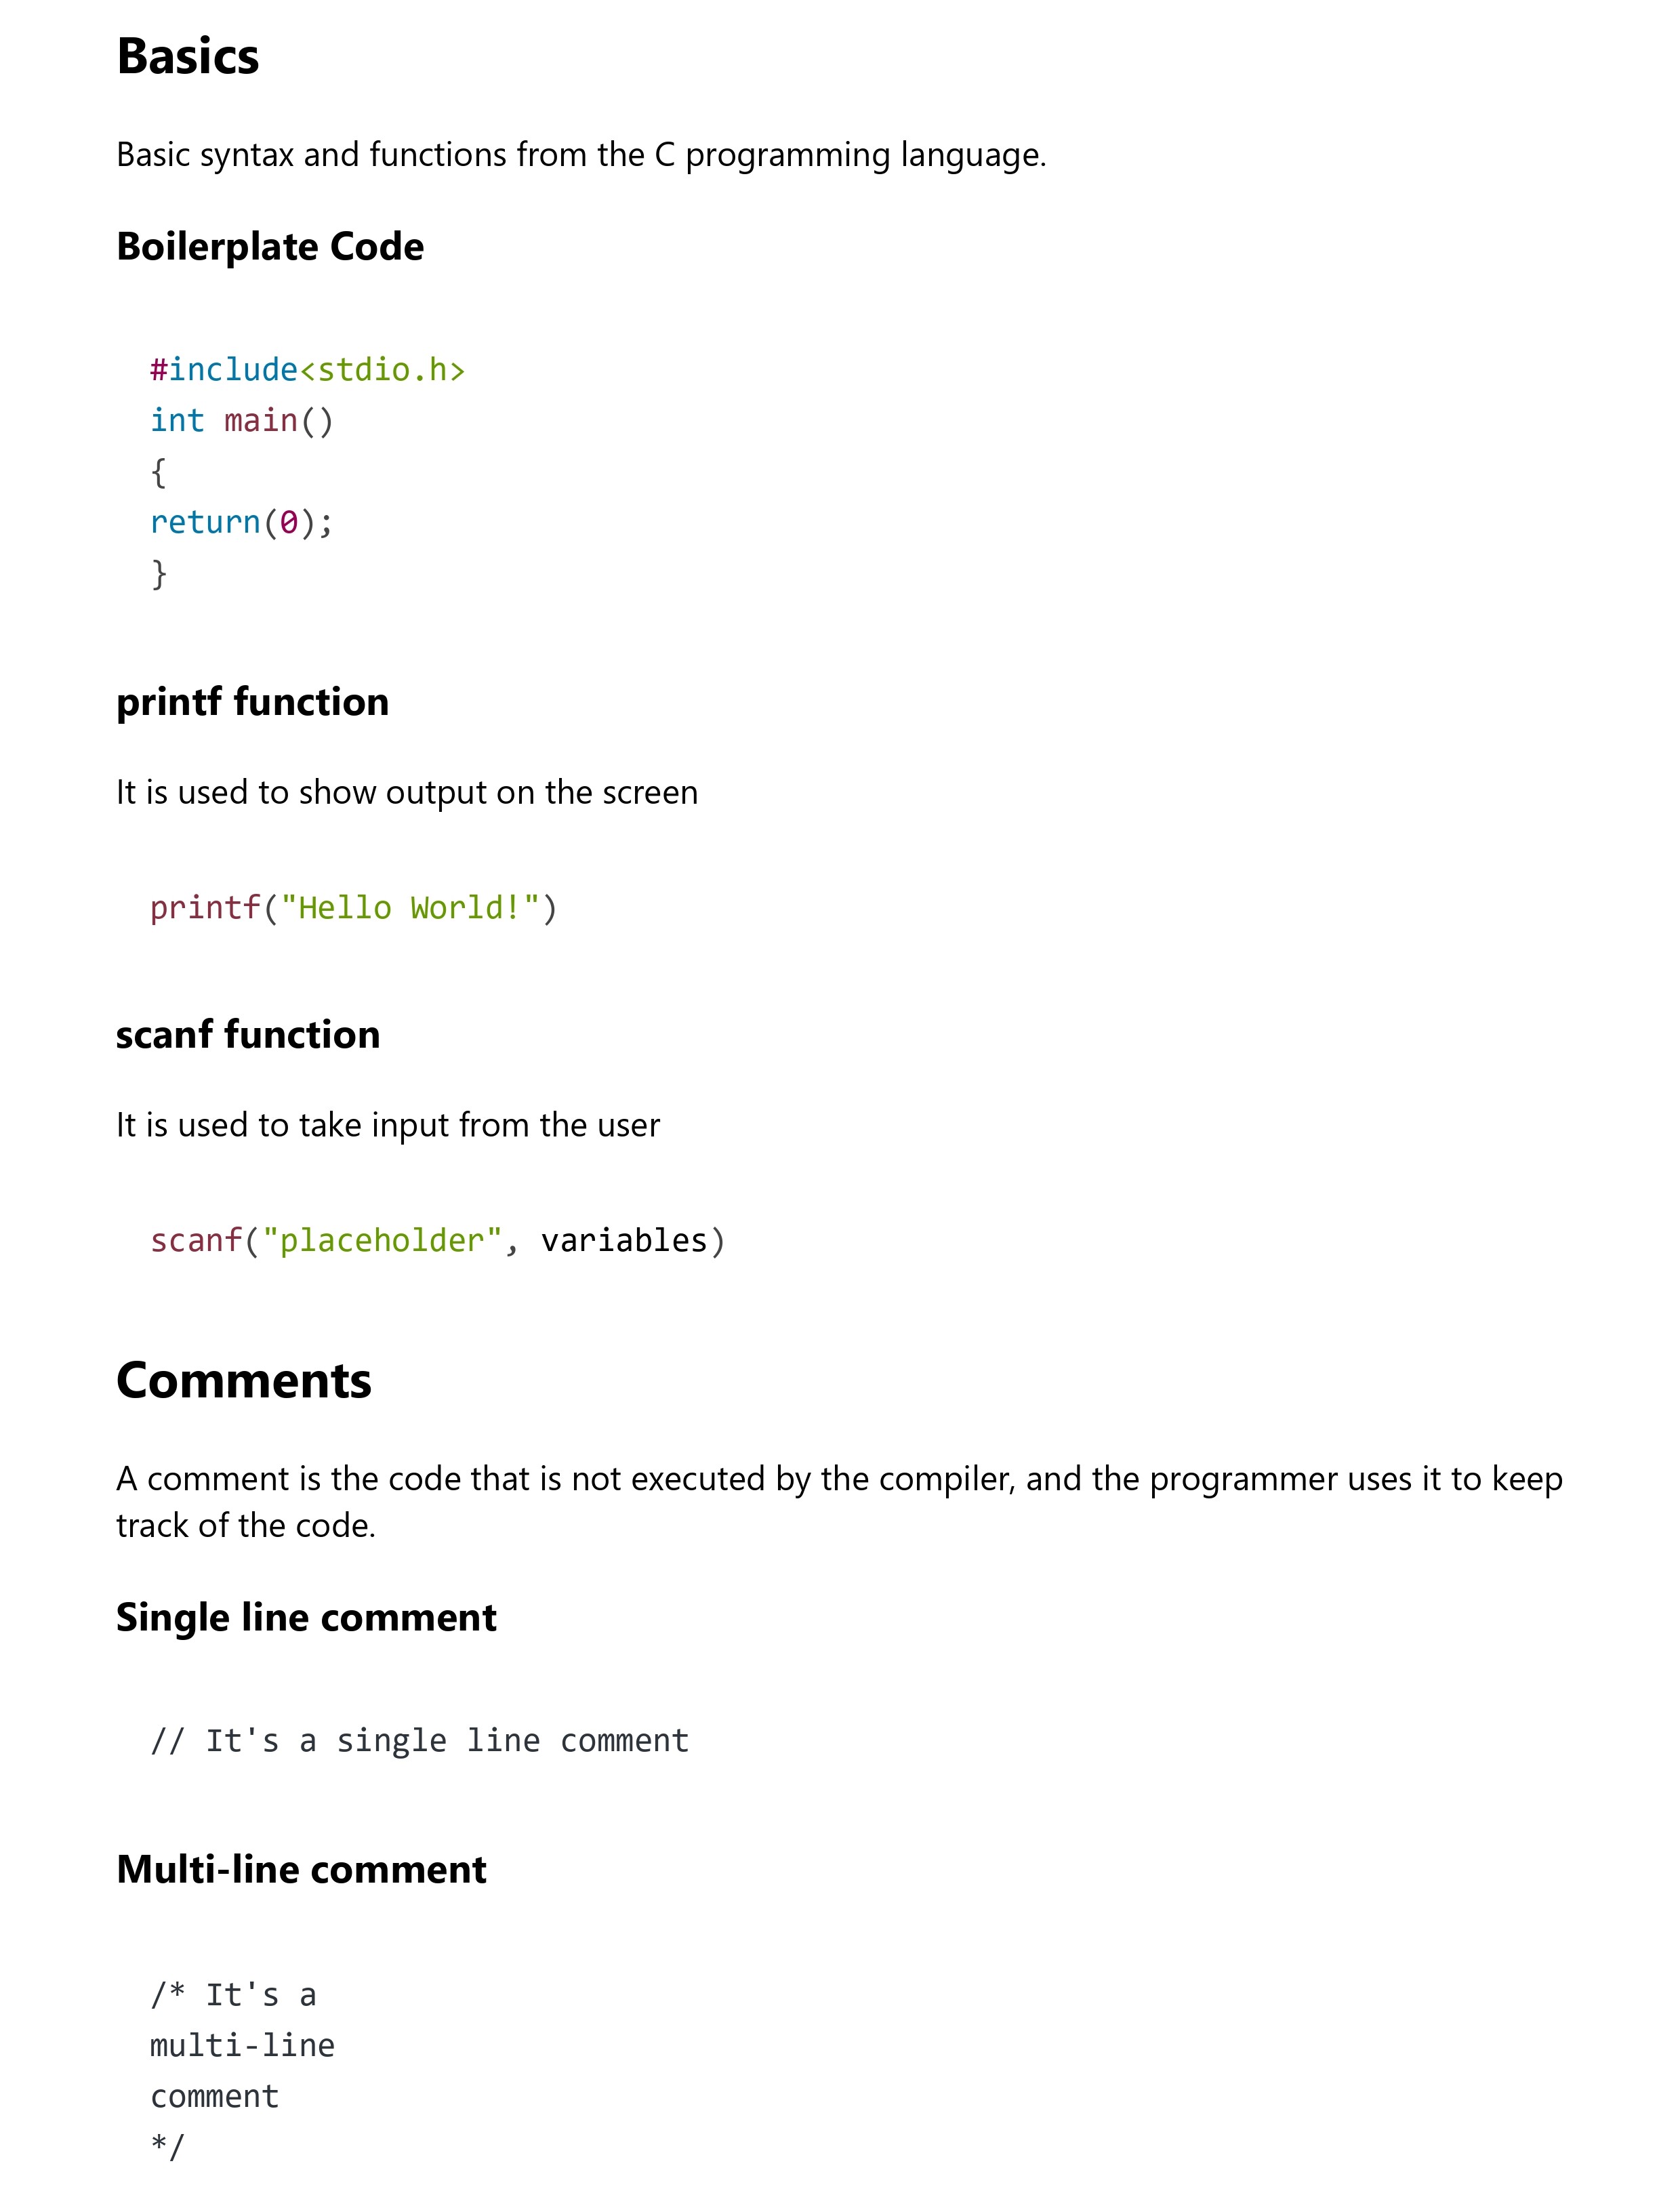 Basics
Basic syntax and functions from the C programming language.
Boilerplate Code
#include<stdio.h>
int main()
{
return(0);
}
printf function
It is used to show output on the screen
printf("Hello World!")
scanf function
It is used to take input from the user
scanf("placeholder", variables)
Comments
A comment is the code that is not executed by the compiler, and the programmer uses it to keep
track of the code.
Single line comment
// It's a single line comment
Multi-line comment
/* It's a
multi-line
comment
*/